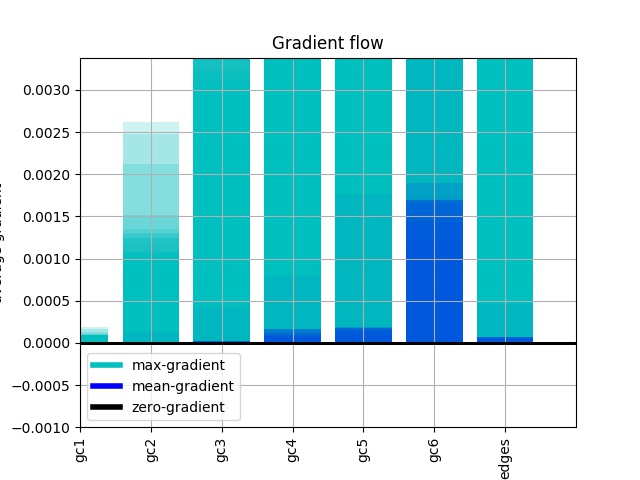 Gradient flow
0.0030
0.0025
0.0020
0.0015
0.0010
0.0005
0.0000
−0.0005
−0.0010
max-gradient
mean-gradient
zero-gradient
gc1
gc2
gc3
gc4
gc5
gc6
edges